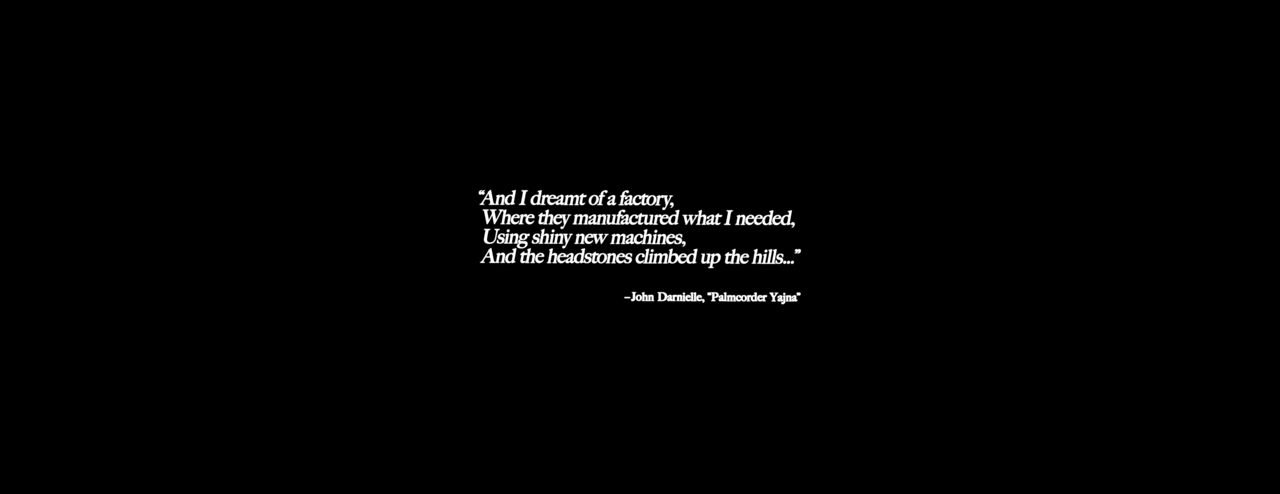 “And I dreamt of a factory,
Where they manufactured what I needed,
Using shiny new machines,
And the headstones climbed up the hills...”
–John Darnielle, “Palmcorder Yajna”